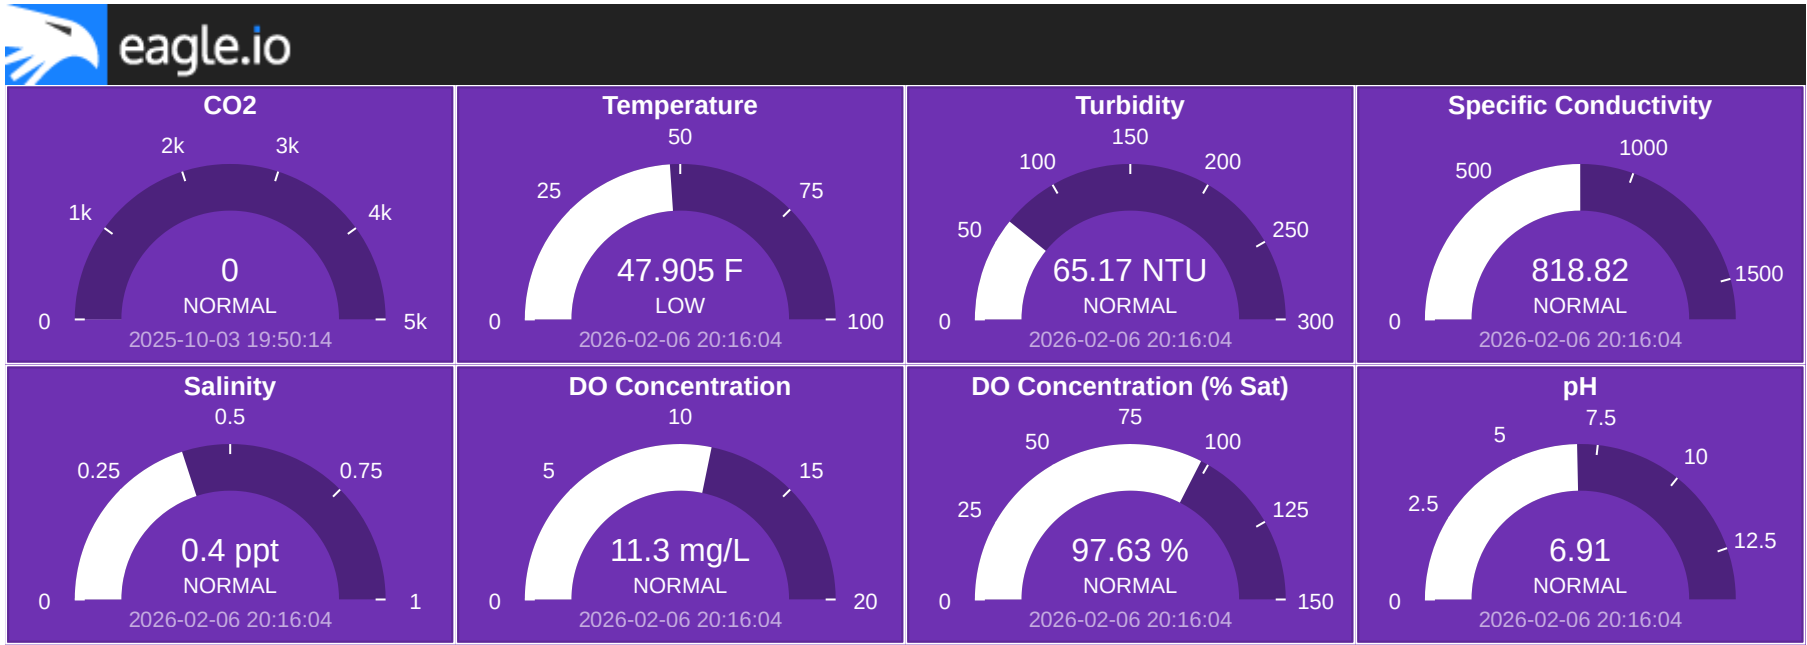 eagle.io
CO2
0
1k
2k
3k
4k
5k
0
NORMAL
2025-10-03 19:50:14
Temperature
0
25
50
75
100
47.905 F
LOW
2026-02-06 20:16:04
Turbidity
0
50
100
150
200
250
300
65.17 NTU
NORMAL
2026-02-06 20:16:04
Specific Conductivity
0
500
1000
1500
818.82
NORMAL
2026-02-06 20:16:04
Salinity
0
0.25
0.5
0.75
1
0.4 ppt
NORMAL
2026-02-06 20:16:04
DO Concentration
0
5
10
15
20
11.3 mg/L
NORMAL
2026-02-06 20:16:04
DO Concentration (% Sat)
0
25
50
75
100
125
150
97.63 %
NORMAL
2026-02-06 20:16:04
pH
0
2.5
5
7.5
10
12.5
6.91
NORMAL
2026-02-06 20:16:04